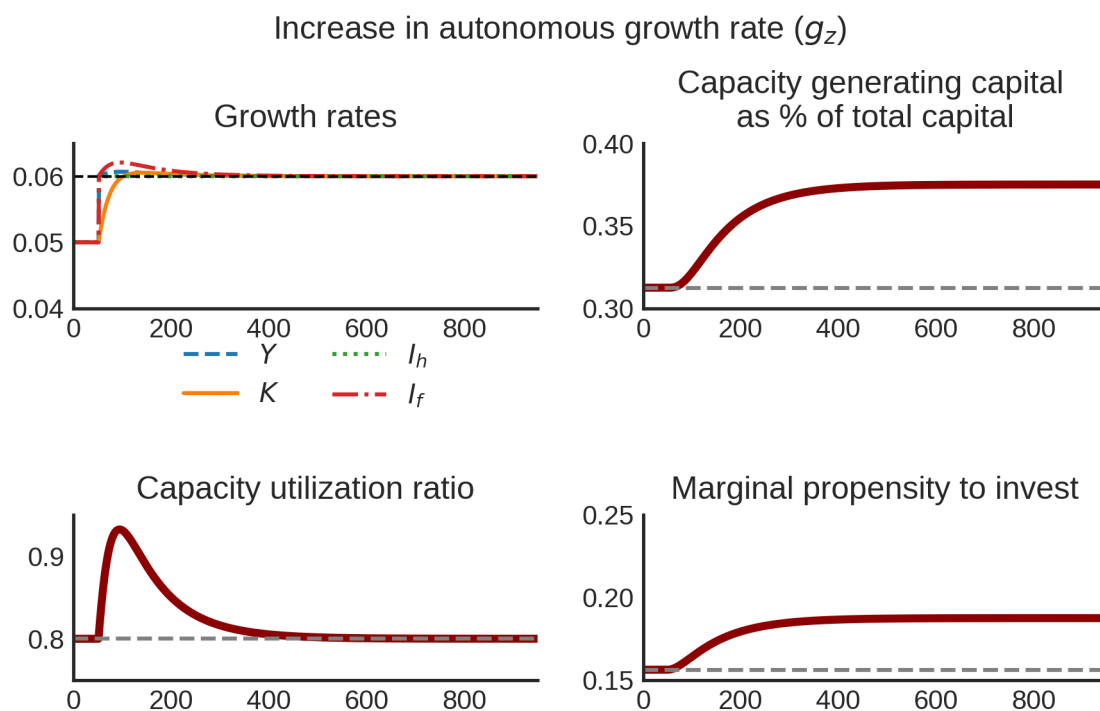 Increase in autonomous growth rate (g_z)
Growth rates
0.06
0.05
0.04
0 200 400 600 800
Y I_h
K I_f
Capacity generating capital
as % of total capital
0.40
0.35
0.30
0 200 400 600 800
Capacity utilization ratio
0.9
0.8
0 200 400 600 800
Marginal propensity to invest
0.25
0.20
0.15
0 200 400 600 800